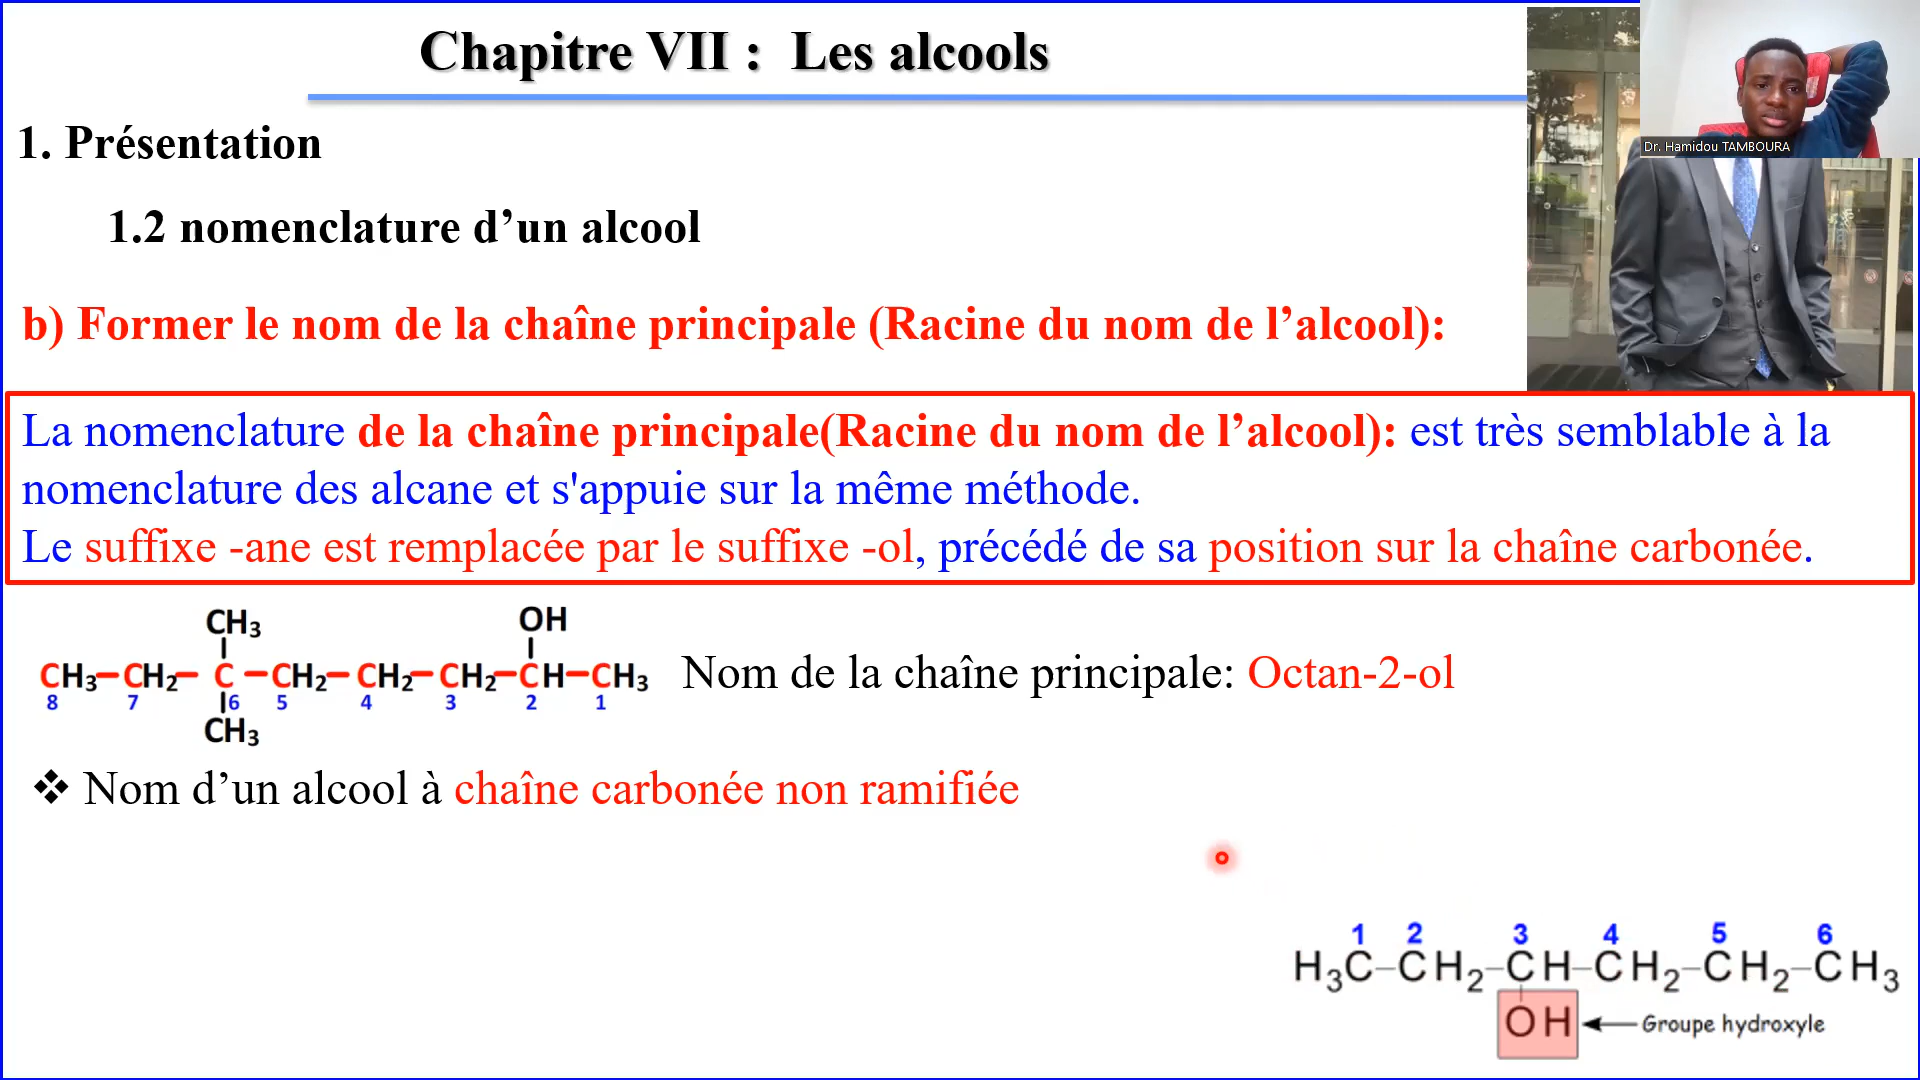 Chapitre VII :  Les alcools
Dr. Hamidou TAMBOURA
1. Présentation
1.2 nomenclature d’un alcool
b) Former le nom de la chaîne principale (Racine du nom de l’alcool):
La nomenclature de la chaîne principale(Racine du nom de l’alcool): est très semblable à la
nomenclature des alcane et s'appuie sur la même méthode.
Le suffixe -ane est remplacée par le suffixe -ol, précédé de sa position sur la chaîne carbonée.
CH₃ OH
CH₃–CH₂–C–CH₂–CH₂–CH₂–CH–CH₃
8 7 6 5 4 3 2 1
CH₃
Nom de la chaîne principale: Octan-2-ol
❖ Nom d’un alcool à chaîne carbonée non ramifiée
1 2 3 4 5 6
H₃C–CH₂–CH–CH₂–CH₂–CH₃
OH Groupe hydroxyle